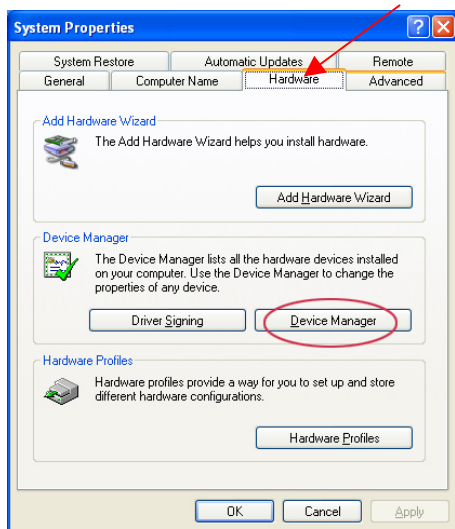 System Properties
System Restore Automatic Updates Remote
General Computer Name Hardware Advanced
Add Hardware Wizard
The Add Hardware Wizard helps you install hardware.
Add Hardware Wizard
Device Manager
The Device Manager lists all the hardware devices installed
on your computer. Use the Device Manager to change the
properties of any device.
Driver Signing Device Manager
Hardware Profiles
Hardware profiles provide a way for you to set up and store
different hardware configurations.
Hardware Profiles
OK Cancel Apply